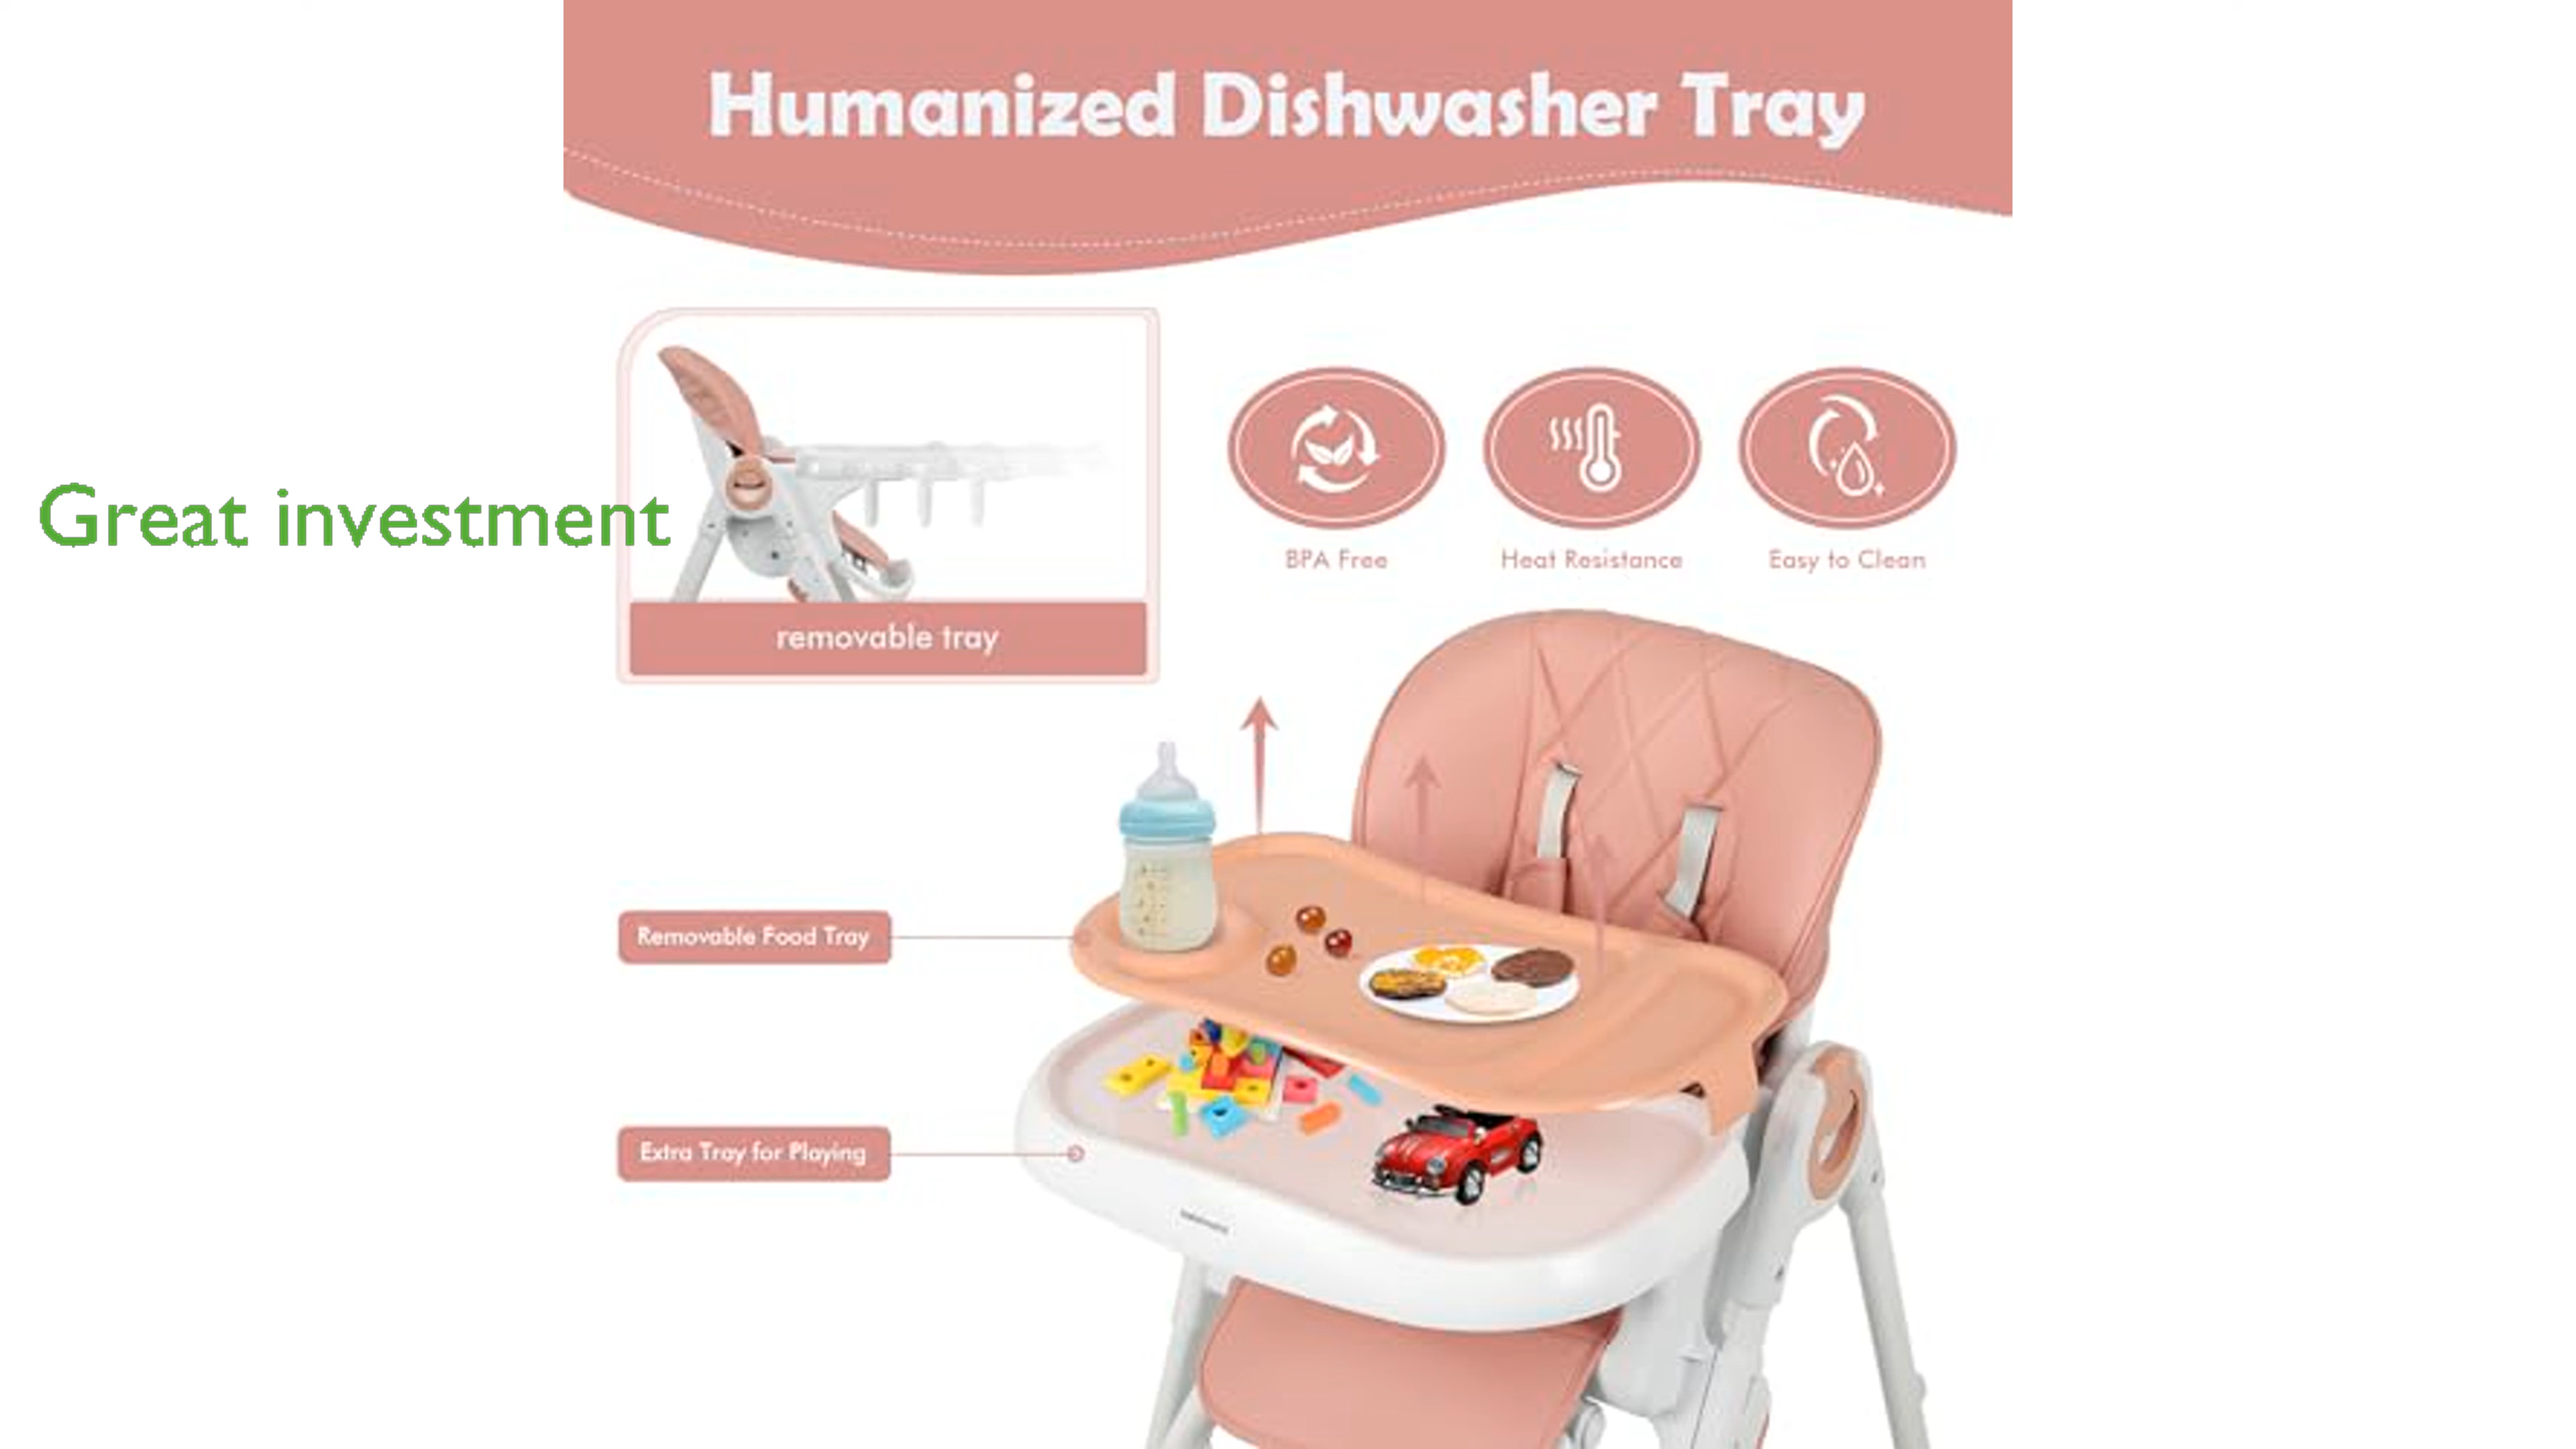 Humanized Dishwasher Tray
Great investment
removable tray
BPA Free
Heat Resistance
Easy to Clean
Removable Food Tray
Extra Tray for Playing